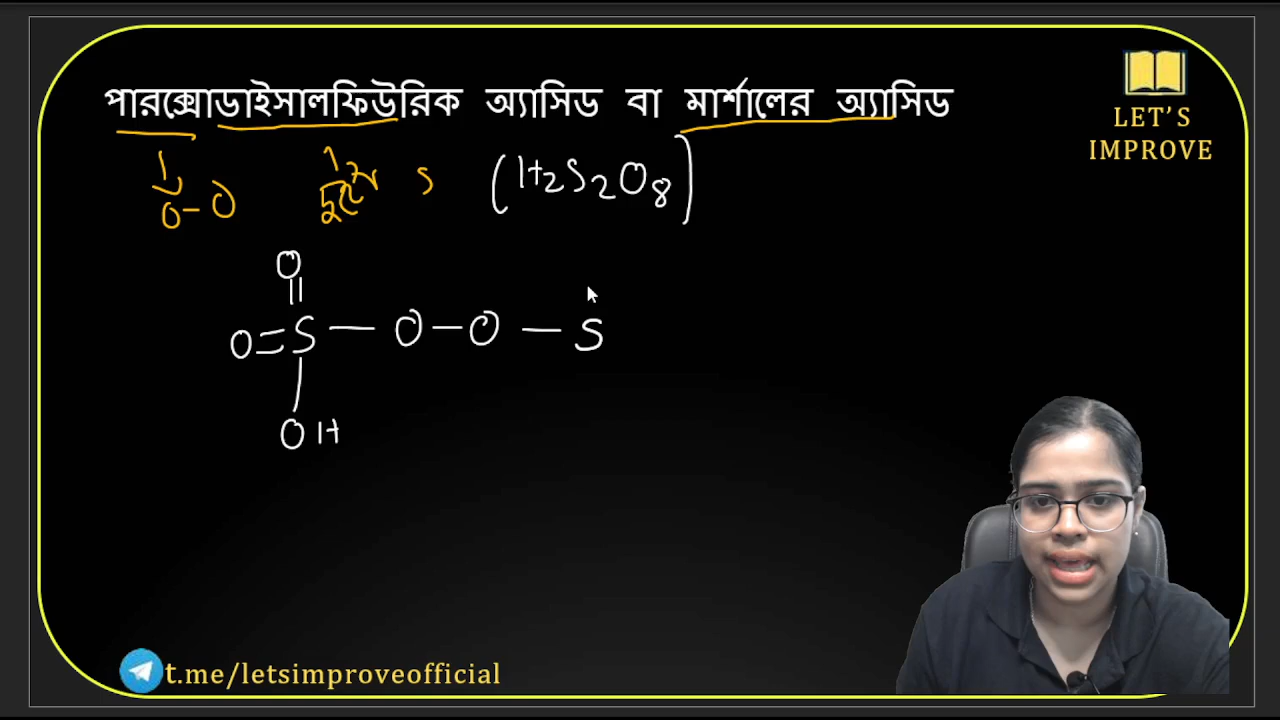 পারক্সোডাইসালফিউরিক অ্যাসিড বা মার্শালের অ্যাসিড
LET'S
IMPROVE
O-O S (H2S2O8)
O
||
O=S — O-O — S
|
OH
t.me/letsimproveofficial